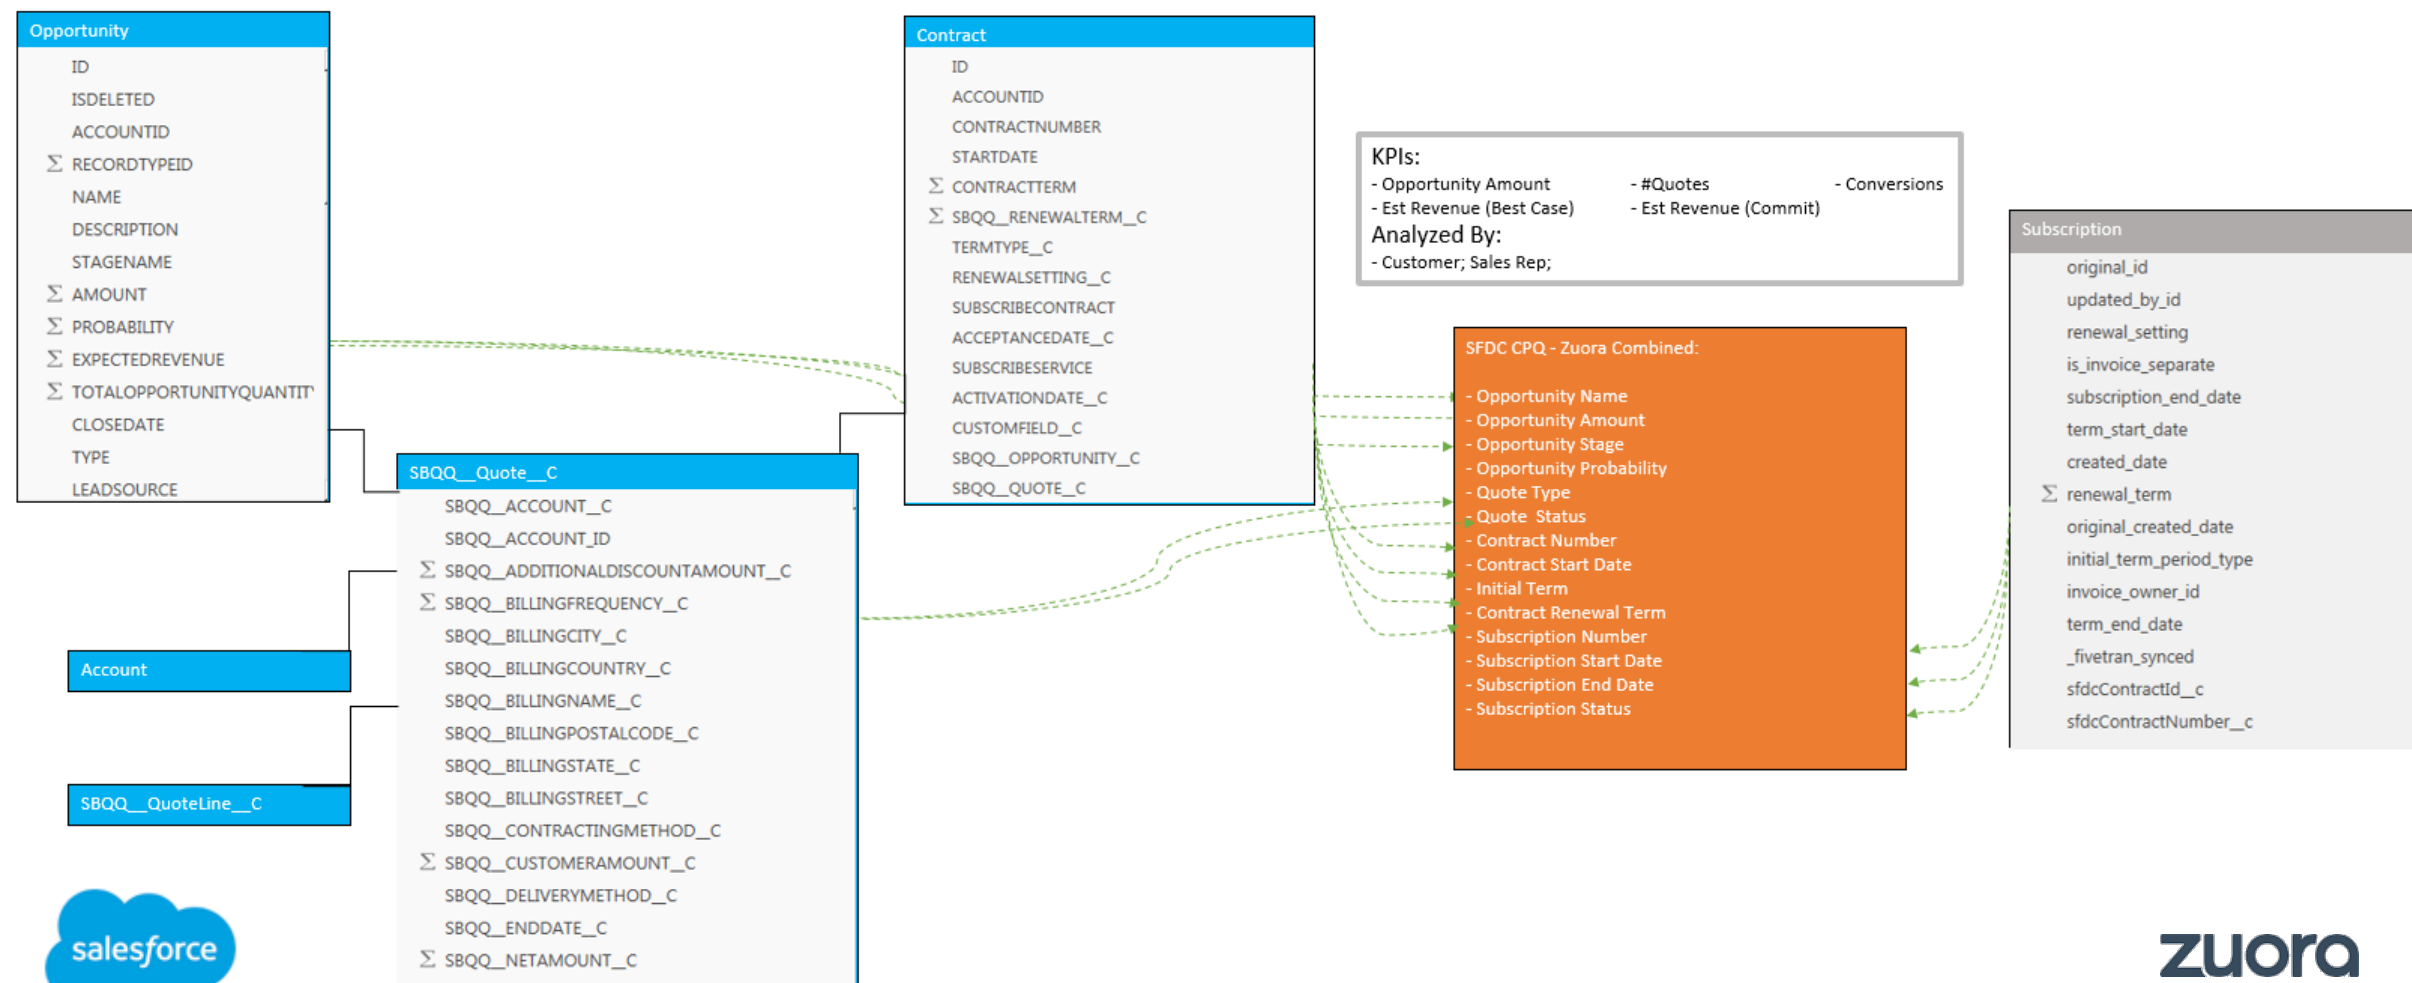 Opportunity
ID
ISDELETED
ACCOUNTID
Σ RECORDTYPEID
NAME
DESCRIPTION
STAGENAME
Σ AMOUNT
Σ PROBABILITY
Σ EXPECTEDREVENUE
Σ TOTALOPPORTUNITYQUANTIT
CLOSEDATE
TYPE
LEADSOURCE
Account
SBQQ__QuoteLine__C
salesforce
SBQQ__Quote__C
SBQQ__ACCOUNT__C
SBQQ__ACCOUNT_ID
Σ SBQQ__ADDITIONALDISCOUNTAMOUNT__C
Σ SBQQ__BILLINGFREQUENCY__C
SBQQ__BILLINGCITY__C
SBQQ__BILLINGCOUNTRY__C
SBQQ__BILLINGNAME__C
SBQQ__BILLINGPOSTALCODE__C
SBQQ__BILLINGSTATE__C
SBQQ__BILLINGSTREET__C
SBQQ__CONTRACTINGMETHOD__C
Σ SBQQ__CUSTOMERAMOUNT__C
SBQQ__DELIVERYMETHOD__C
SBQQ__ENDDATE__C
Σ SBQQ__NETAMOUNT__C
Contract
ID
ACCOUNTID
CONTRACTNUMBER
STARTDATE
Σ CONTRACTTERM
Σ SBQQ__RENEWALTERM__C
TERMTYPE__C
RENEWALSETTING__C
SUBSCRIBECONTRACT
ACCEPTANCEDATE__C
SUBSCRIBESERVICE
ACTIVATIONDATE__C
CUSTOMFIELD__C
SBQQ__OPPORTUNITY__C
SBQQ__QUOTE__C
KPIs:
- Opportunity Amount - #Quotes - Conversions
- Est Revenue (Best Case) - Est Revenue (Commit)
Analyzed By:
- Customer; Sales Rep;
SFDC CPQ - Zuora Combined:
- Opportunity Name
- Opportunity Amount
- Opportunity Stage
- Opportunity Probability
- Quote Type
- Quote Status
- Contract Number
- Contract Start Date
- Initial Term
- Contract Renewal Term
- Subscription Number
- Subscription Start Date
- Subscription End Date
- Subscription Status
Subscription
original_id
updated_by_id
renewal_setting
is_invoice_separate
subscription_end_date
term_start_date
created_date
Σ renewal_term
original_created_date
initial_term_period_type
invoice_owner_id
term_end_date
_fivetran_synced
sfdcContractId__c
sfdcContractNumber__c
zuora